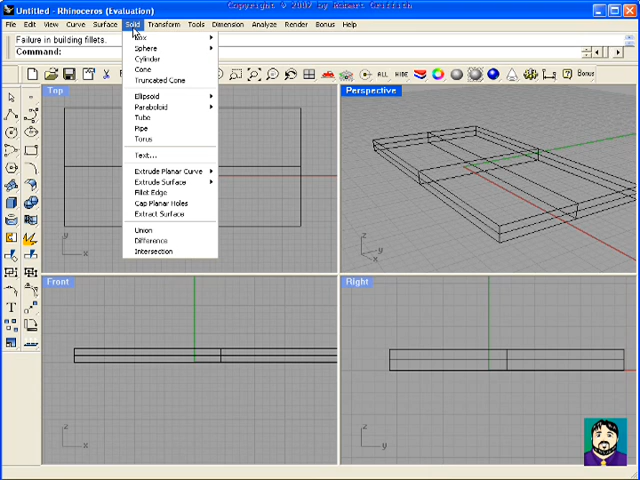 Untitled - Rhinoceros (Evaluation)
Copyright © 2007 by Robert Griffith
File Edit View Curve Surface Solid Transform Tools Dimension Analyze Render Bonus Help
Failure in building fillets.
Command:
Box
Sphere
Cylinder
Cone
Truncated Cone
Ellipsoid
Paraboloid
Tube
Pipe
Torus
Text...
Extrude Planar Curve
Extrude Surface
Fillet Edge
Cap Planar Holes
Extract Surface
Union
Difference
Intersection
ALL HIDE Bonus
Top
Perspective
Front
Right
y
x
z
x
y
z
x
z
y
T